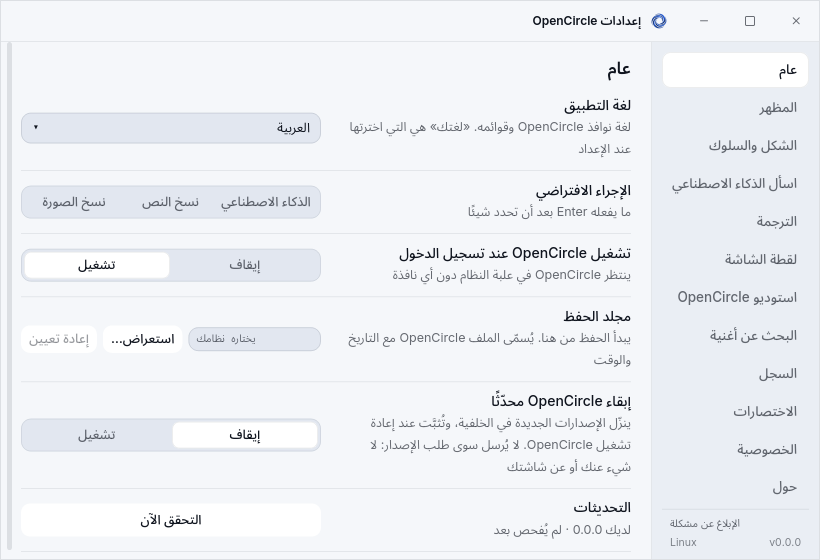 إعدادات OpenCircle
عام
المظهر
الشكل والسلوك
اسأل الذكاء الاصطناعي
الترجمة
لقطة الشاشة
استوديو OpenCircle
البحث عن أغنية
السجل
الاختصارات
الخصوصية
حول
الإبلاغ عن مشكلة
v0.0.0
Linux
عام
لغة التطبيق
لغة نوافذ OpenCircle وقوائمه. «لغتك» هي التي اخترتها
عند الإعداد
العربية
الإجراء الافتراضي
ما يفعله Enter بعد أن تحدد شيئًا
الذكاء الاصطناعي
نسخ النص
نسخ الصورة
تشغيل OpenCircle عند تسجيل الدخول
ينتظر OpenCircle في علبة النظام دون أي نافذة
إيقاف
تشغيل
مجلد الحفظ
يبدأ الحفظ من هنا. يُسمّى الملف OpenCircle مع التاريخ
والوقت
يختاره نظامك
استعراض...
إعادة تعيين
إبقاء OpenCircle محدّثًا
ينزّل الإصدارات الجديدة في الخلفية، وتُثبَّت عند إعادة
تشغيل OpenCircle. لا يُرسل سوى طلب الإصدار: لا
شيء عنك أو عن شاشتك
إيقاف
تشغيل
التحديثات
لديك 0.0.0 · لم يُفحص بعد
التحقق الآن